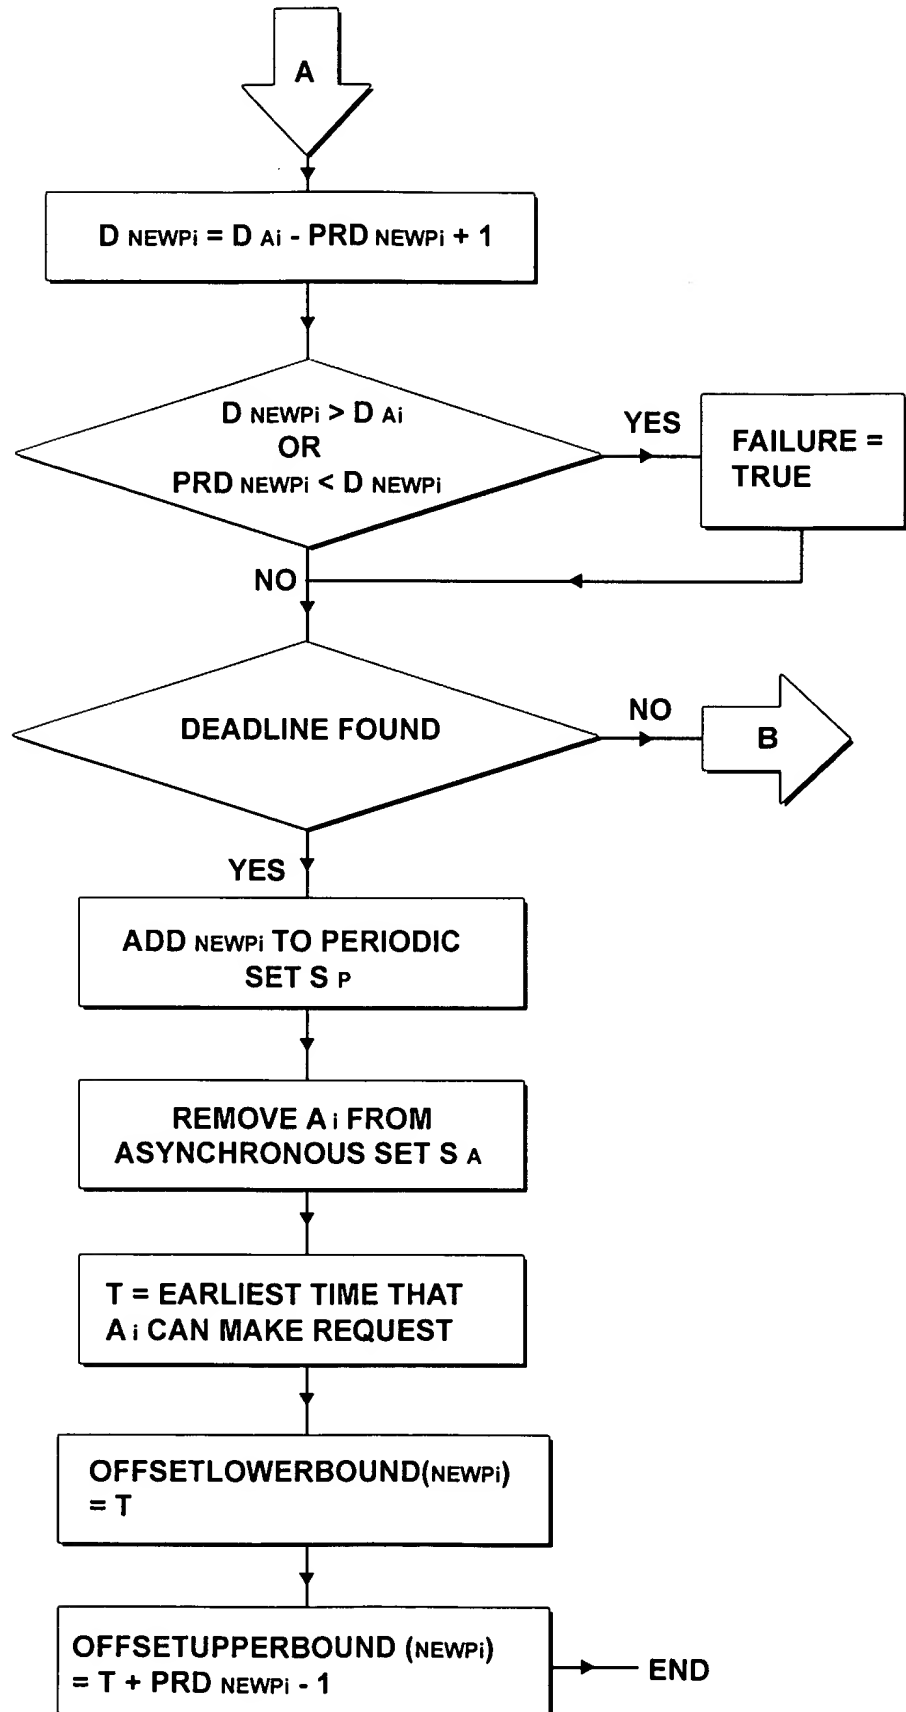 A
D NEWPi = D Ai - PRD NEWPi + 1
D NEWPi > D Ai
OR
PRD NEWPi < D NEWPi
YES
FAILURE =
TRUE
NO
DEADLINE FOUND
NO
B
YES
ADD NEWPi TO PERIODIC
SET S P
REMOVE A i FROM
ASYNCHRONOUS SET S A
T = EARLIEST TIME THAT
A i CAN MAKE REQUEST
OFFSETLOWERBOUND(NEWPi)
= T
OFFSETUPPERBOUND (NEWPi)
= T + PRD NEWPi - 1
END